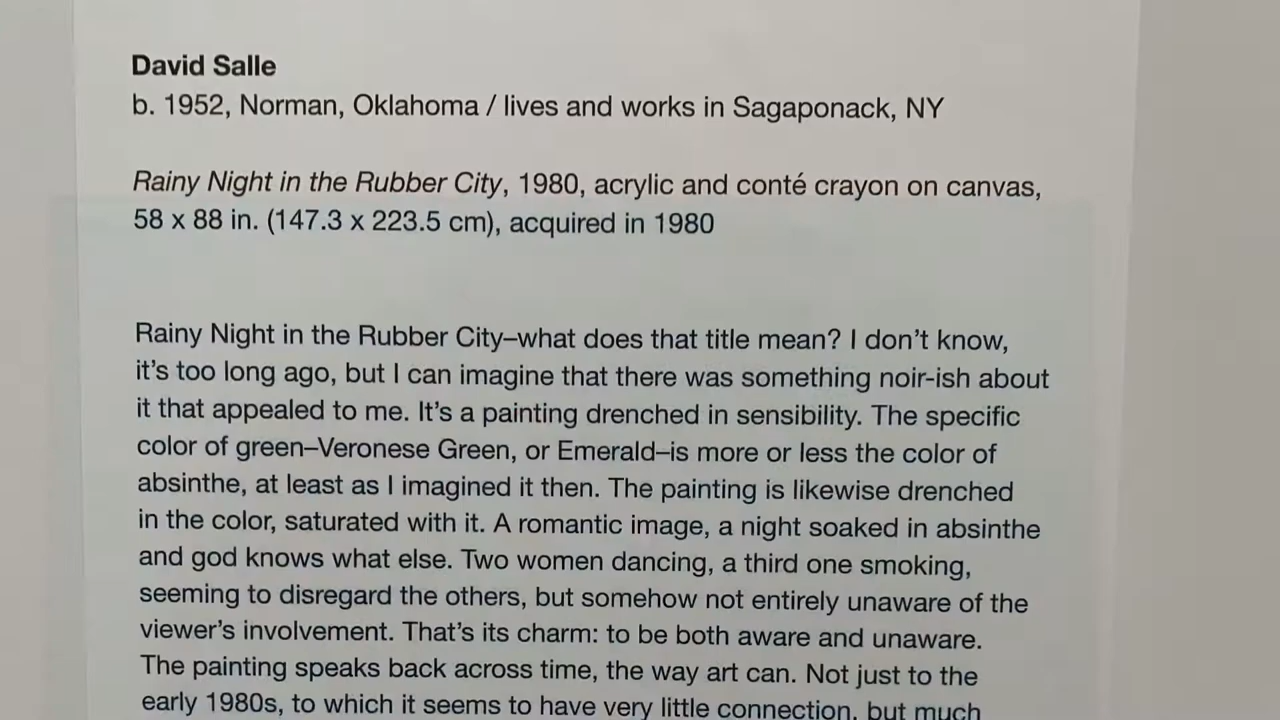 David Salle
b. 1952, Norman, Oklahoma / lives and works in Sagaponack, NY
Rainy Night in the Rubber City, 1980, acrylic and conté crayon on canvas,
58 x 88 in. (147.3 x 223.5 cm), acquired in 1980
Rainy Night in the Rubber City–what does that title mean? I don’t know,
it’s too long ago, but I can imagine that there was something noir-ish about
it that appealed to me. It’s a painting drenched in sensibility. The specific
color of green–Veronese Green, or Emerald–is more or less the color of
absinthe, at least as I imagined it then. The painting is likewise drenched
in the color, saturated with it. A romantic image, a night soaked in absinthe
and god knows what else. Two women dancing, a third one smoking,
seeming to disregard the others, but somehow not entirely unaware of the
viewer’s involvement. That’s its charm: to be both aware and unaware.
The painting speaks back across time, the way art can. Not just to the
early 1980s, to which it seems to have very little connection, but much